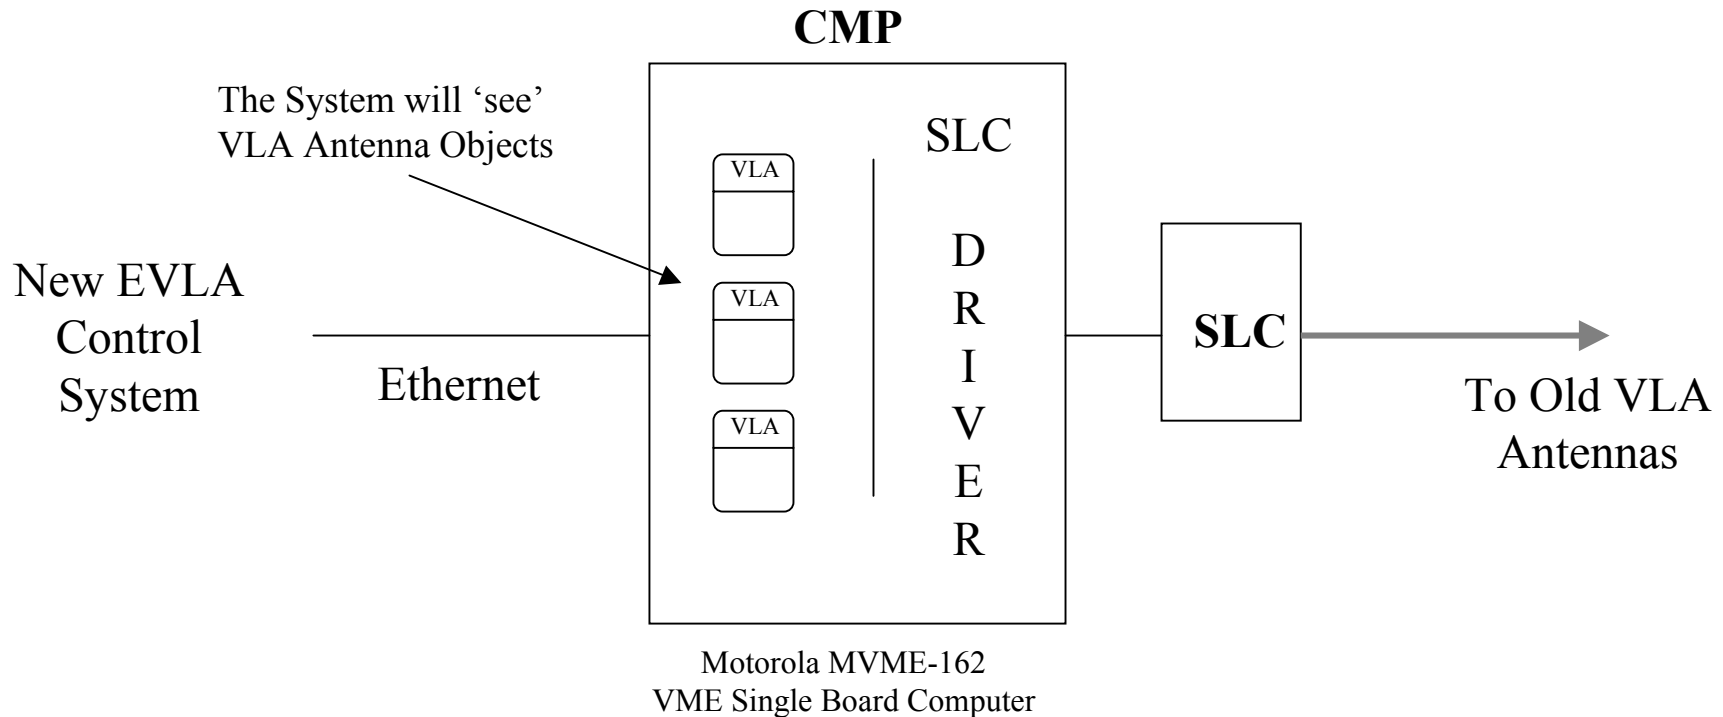 CMP
The System will ‘see’
VLA Antenna Objects
New EVLA
Control
System
Ethernet
VLA
VLA
VLA
SLC
D
R
I
V
E
R
SLC
To Old VLA
Antennas
Motorola MVME-162
VME Single Board Computer